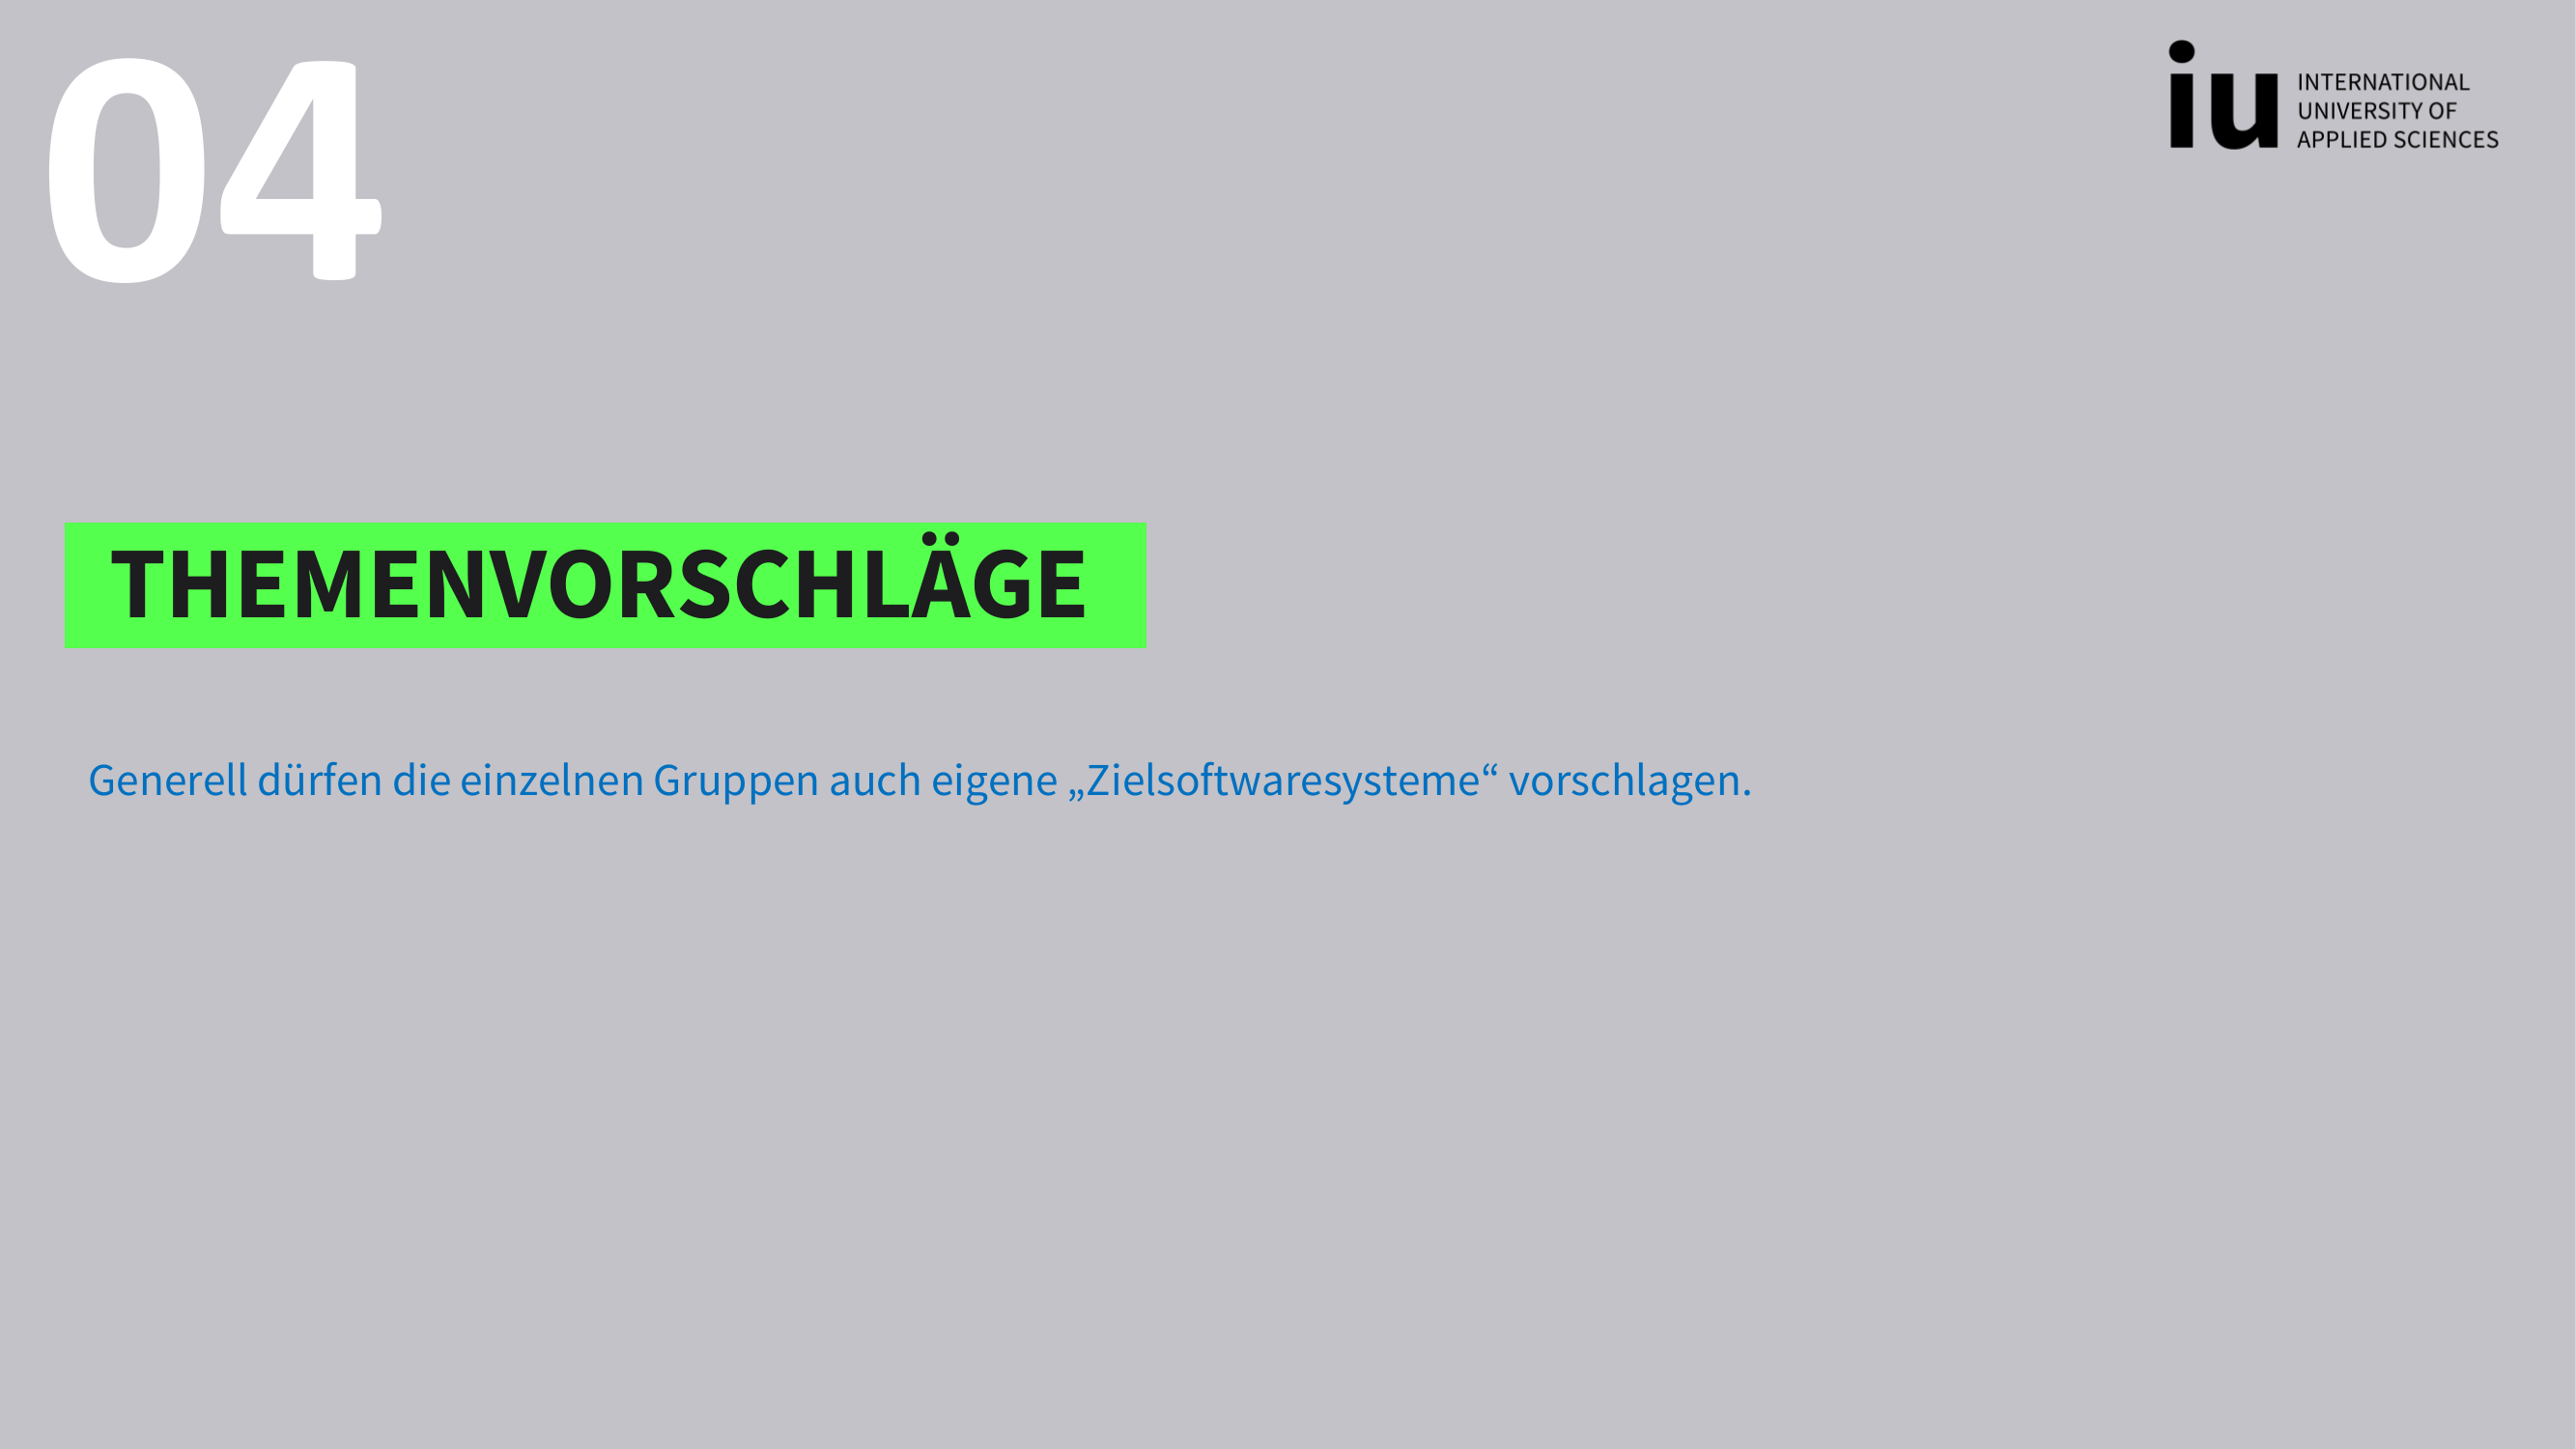 04
iu
INTERNATIONAL
UNIVERSITY OF
APPLIED SCIENCES
THEMENVORSCHLÄGE
Generell dürfen die einzelnen Gruppen auch eigene „Zielsoftwaresysteme“ vorschlagen.